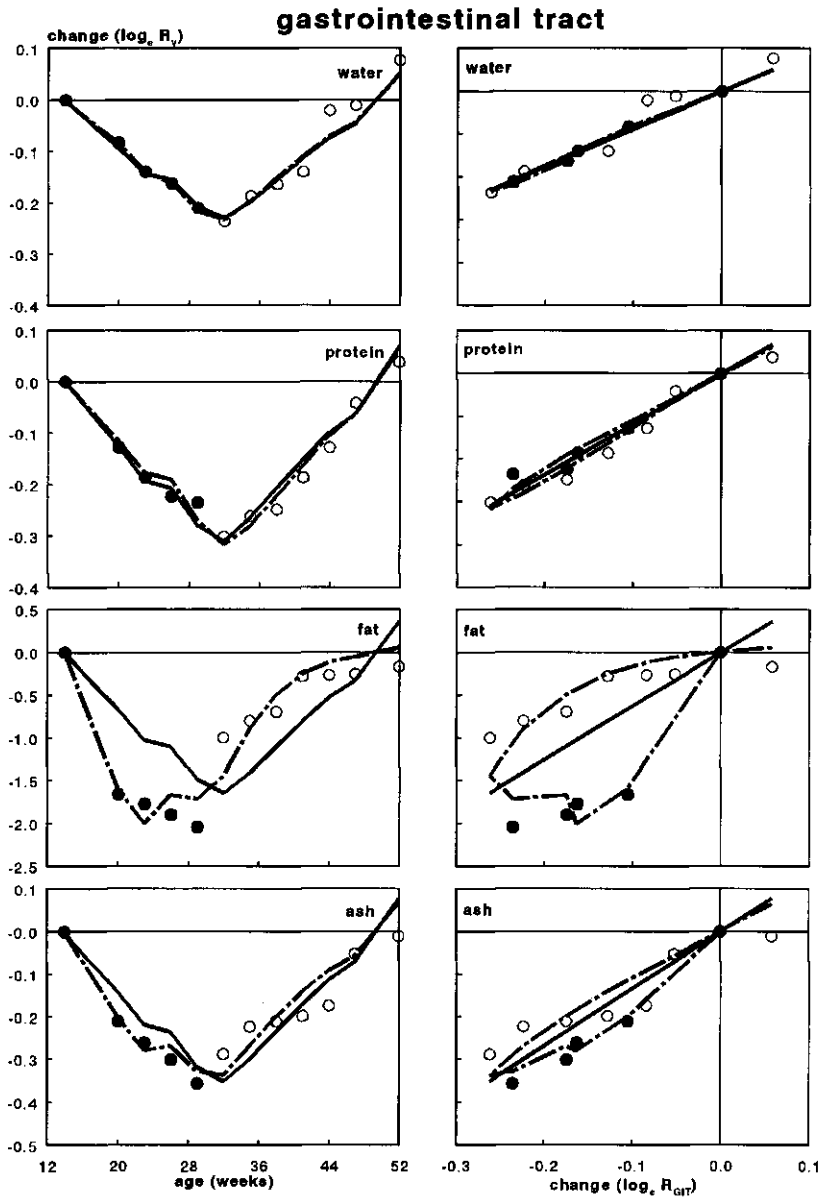 gastrointestinal tract
change (logₑ Rᵧ)
0.1
0.0
-0.1
-0.2
-0.3
-0.4
water
water
0.1
0.0
-0.1
-0.2
-0.3
-0.4
protein
protein
0.5
0.0
-0.5
-1.0
-1.5
-2.0
-2.5
fat
fat
0.1
-0.0
-0.1
-0.2
-0.3
-0.4
-0.5
ash
ash
12 20 28 36 44 52
age (weeks)
-0.3 -0.2 -0.1 0.0 0.1
change (logₑ R_GIT)